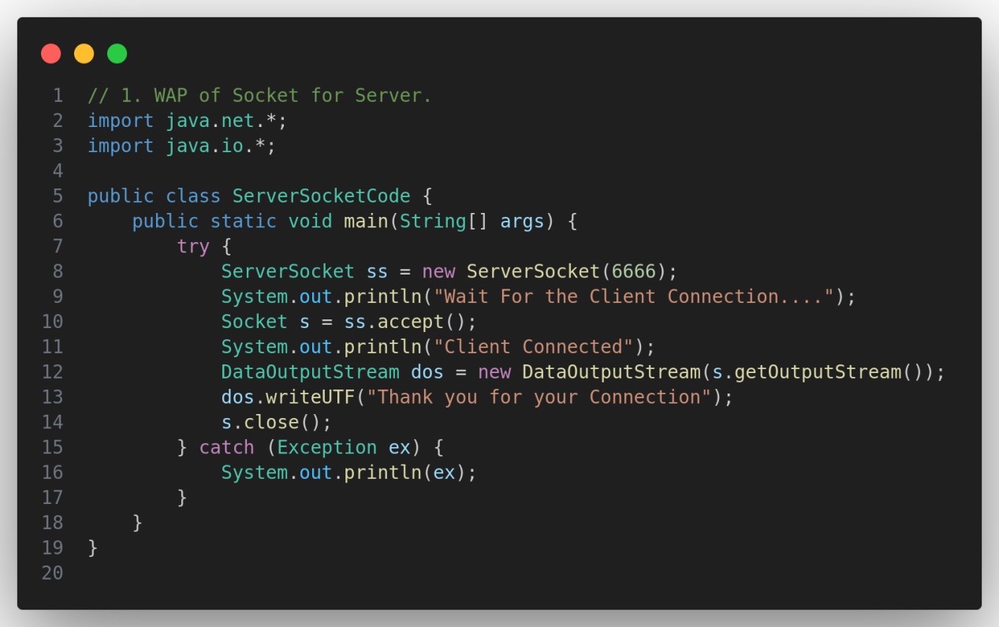 1 // 1. WAP of Socket for Server.
2 import java.net.*;
3 import java.io.*;
4
5 public class ServerSocketCode {
6     public static void main(String[] args) {
7         try {
8             ServerSocket ss = new ServerSocket(6666);
9             System.out.println("Wait For the Client Connection....");
10             Socket s = ss.accept();
11             System.out.println("Client Connected");
12             DataOutputStream dos = new DataOutputStream(s.getOutputStream());
13             dos.writeUTF("Thank you for your Connection");
14             s.close();
15         } catch (Exception ex) {
16             System.out.println(ex);
17         }
18     }
19 }
20